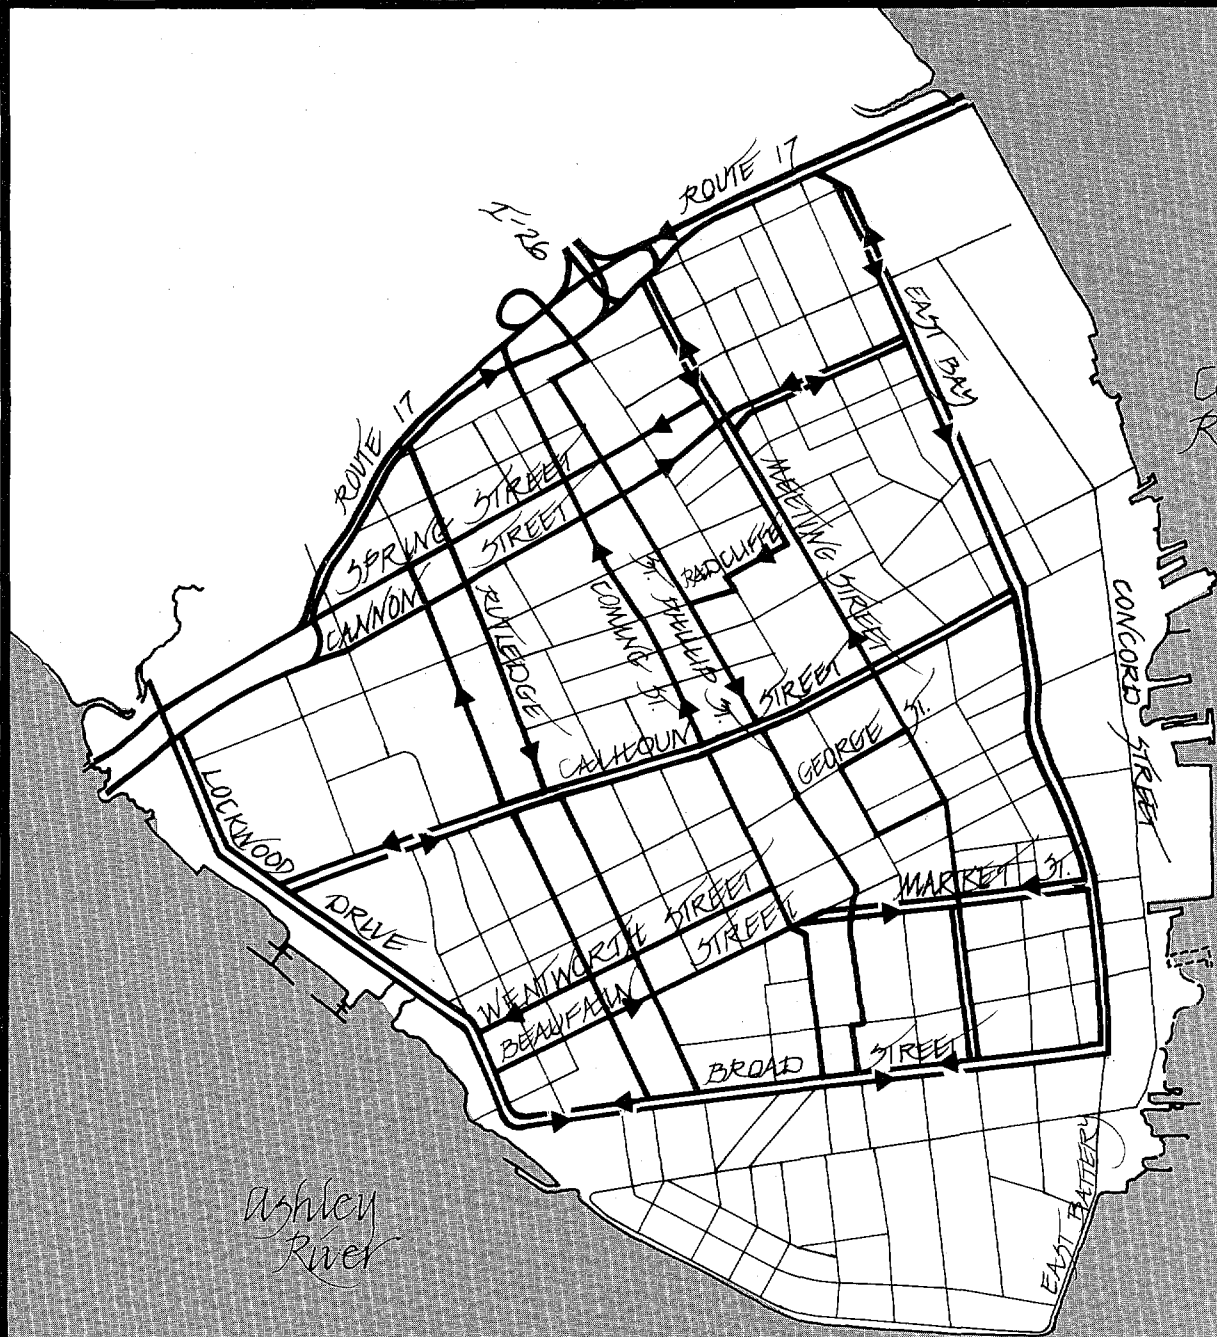 ROUTE 17
I-26
EAST BAY
ROUTE 17
SPRING STREET
CANNON STREET
MEETING STREET
RADCLIFFE
RUTLEDGE
COMING ST.
ST. PHILLIP ST.
CONCORD STREET
CALHOUN STREET
GEORGE ST.
LOCKWOOD DRIVE
MARKET ST.
WENTWORTH STREET
BEAUFAIN STREET
BROAD STREET
EAST BATTERY
Ashley
River